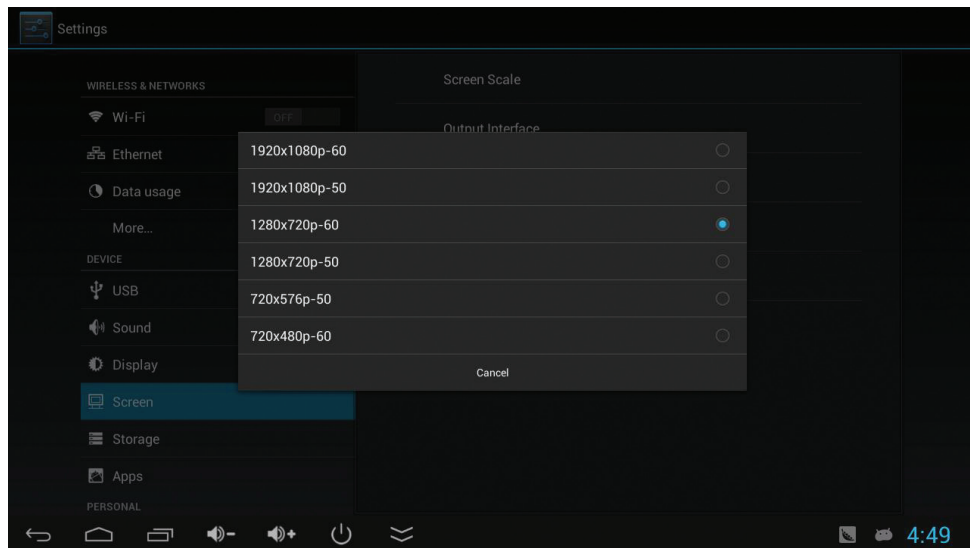 Settings
WIRELESS & NETWORKS
Wi-Fi OFF
Ethernet
Data usage
More...
DEVICE
USB
Sound
Display
Screen
Storage
Apps
PERSONAL
Screen Scale
Output Interface
1920x1080p-60
1920x1080p-50
1280x720p-60
1280x720p-50
720x576p-50
720x480p-60
Cancel
4:49